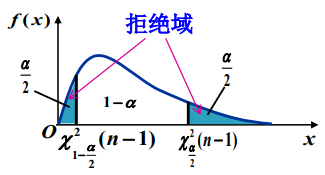 f(x)
拒绝域
α/2
α/2
1-α
O
χ²_{1-α/2}(n-1)
χ²_{α/2}(n-1)
x